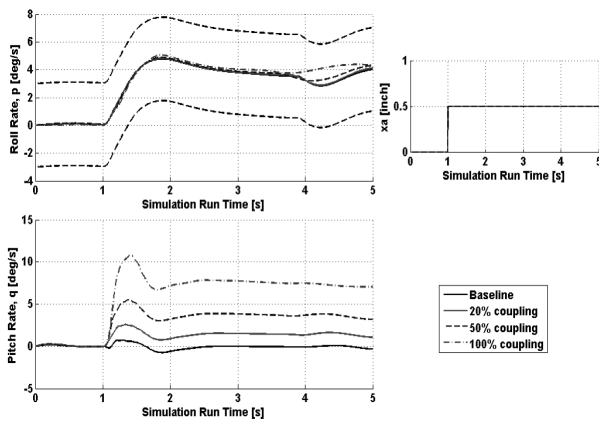 8
6
4
2
0
-2
-4
Roll Rate, p [deg/s]
0 1 2 3 4 5
Simulation Run Time [s]
1
0.5
0
xa [inch]
0 1 2 3 4 5
Simulation Run Time [s]
15
10
5
0
-5
Pitch Rate, q [deg/s]
0 1 2 3 4 5
Simulation Run Time [s]
Baseline
20% coupling
50% coupling
100% coupling